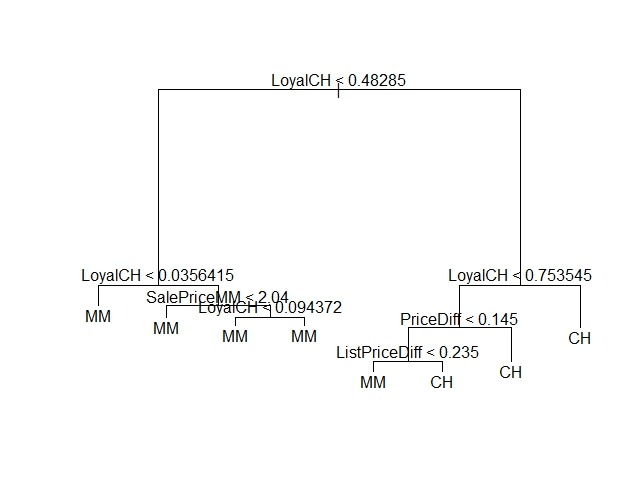 LoyalCH < 0.48285
LoyalCH < 0.0356415
LoyalCH < 0.753545
SalePriceMM < 2.04
LoyalCH < 0.094372
MM
PriceDiff < 0.145
MM
MM
MM
CH
ListPriceDiff < 0.235
CH
MM
CH